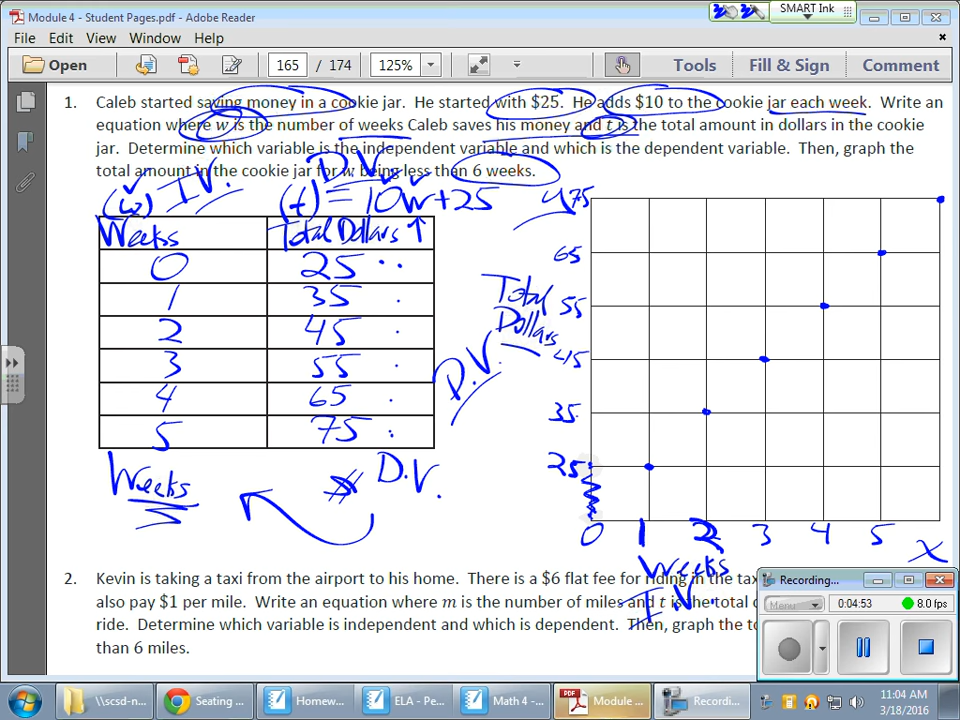 Module 4 - Student Pages.pdf - Adobe Reader
SMART Ink
File Edit View Window Help
Open 165 / 174 125% Tools Fill & Sign Comment
1. Caleb started saving money in a cookie jar. He started with $25. He adds $10 to the cookie jar each week. Write an
equation where w is the number of weeks Caleb saves his money and t is the total amount in dollars in the cookie
jar. Determine which variable is the independent variable and which is the dependent variable. Then, graph the
total amount in the cookie jar for w being less than 6 weeks.
(w) I.V. D.V.
(t) = 10w+25
Weeks Total Dollars
0 25
1 35
2 45
3 55
4 65
5 75
Weeks D.V.
D.V.
Total
Dollars
75
65
55
45
35
25
0 1 2 3 4 5 X
Weeks
I.V.
2. Kevin is taking a taxi from the airport to his home. There is a $6 flat fee for riding in the tax
also pay $1 per mile. Write an equation where m is the number of miles and t is the total
ride. Determine which variable is independent and which is dependent. Then, graph the to
than 6 miles.
Recording...
Menu 0:04:53 8.0 fps
\\scsd-n... Seating ... Homew... ELA - Pe... Math 4 -... Module ... Recordi...
11:04 AM
3/18/2016